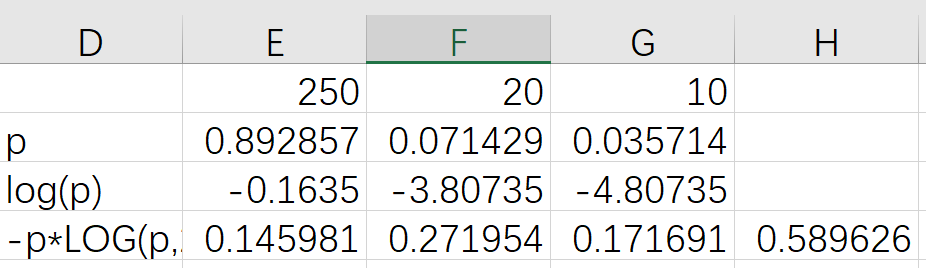 D E F G H
250 20 10
p 0.892857 0.071429 0.035714
log(p) -0.1635 -3.80735 -4.80735
-p*LOG(p, 0.145981 0.271954 0.171691 0.589626